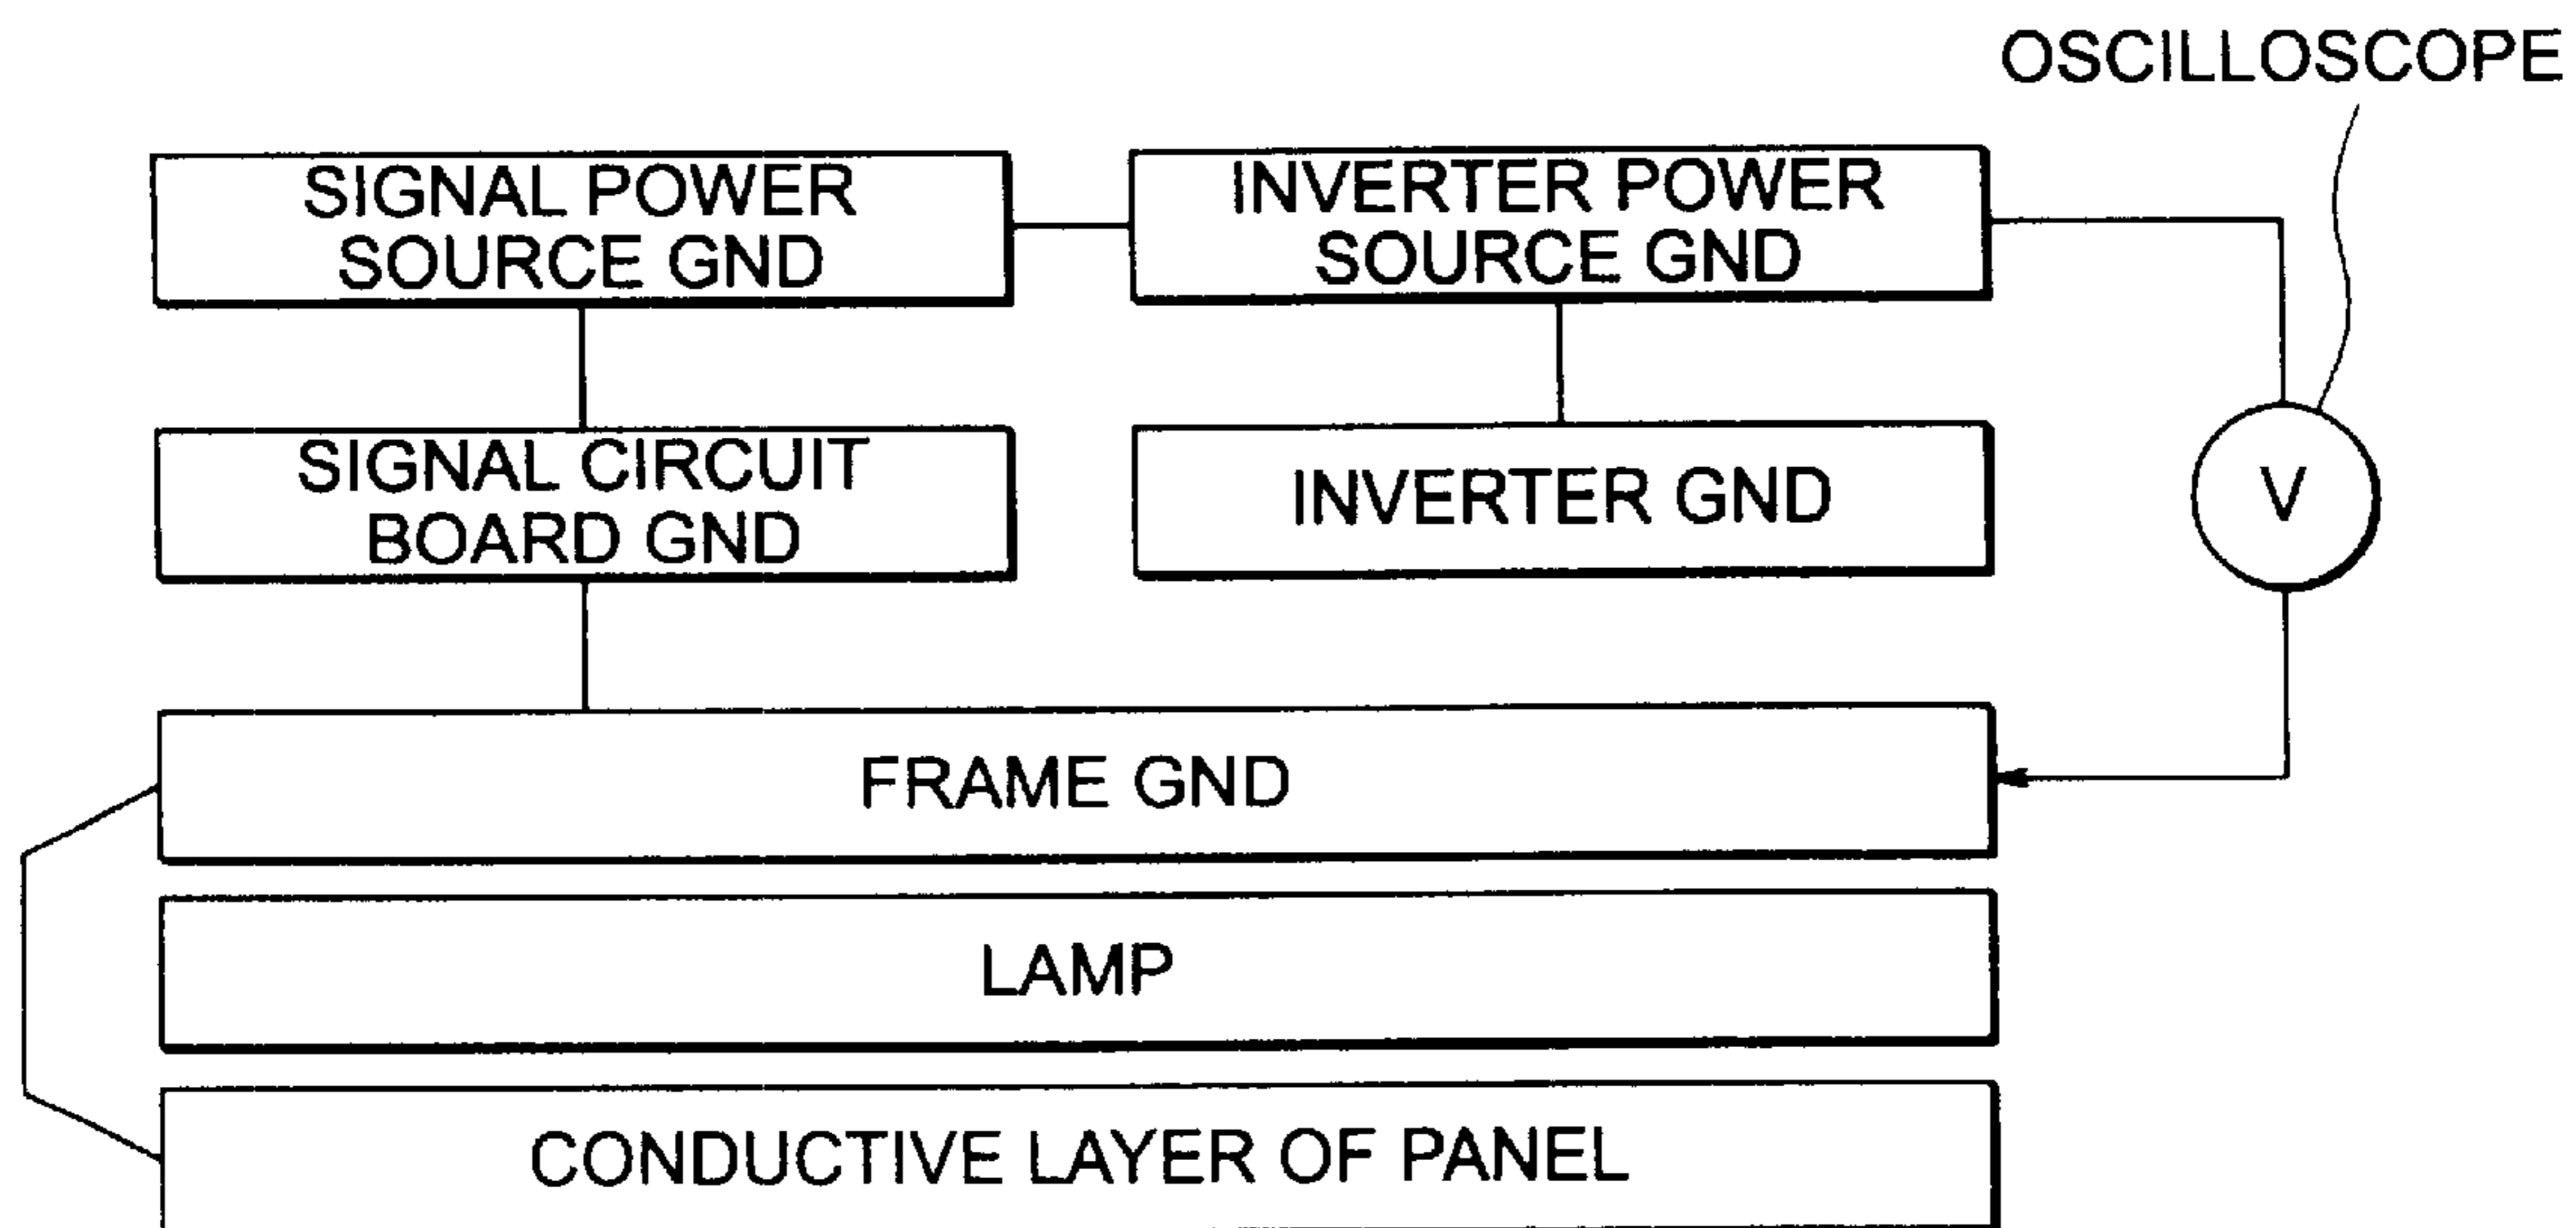 OSCILLOSCOPE
SIGNAL POWER
SOURCE GND
INVERTER POWER
SOURCE GND
SIGNAL CIRCUIT
BOARD GND
INVERTER GND
V
FRAME GND
LAMP
CONDUCTIVE LAYER OF PANEL